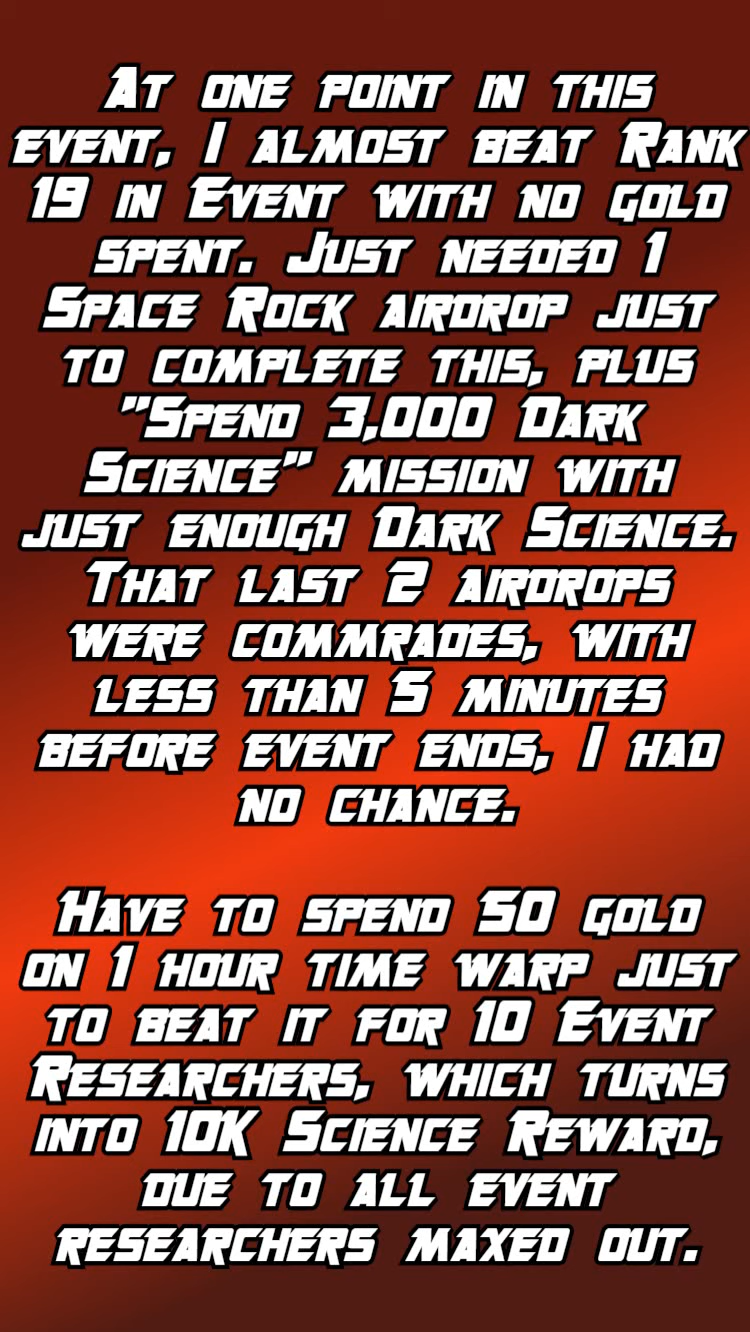 At one point in this
event, I almost beat Rank
19 in Event with no gold
spent. Just needed 1
Space Rock airdrop just
to complete this, plus
"Spend 3,000 Dark
Science" mission with
just enough Dark Science.
That last 2 airdrops
were commrades, with
less than 5 minutes
before event ends, I had
no chance.
Have to spend 50 gold
on 1 hour time warp just
to beat it for 10 Event
Researchers, which turns
into 10K Science Reward,
due to all event
researchers maxed out.